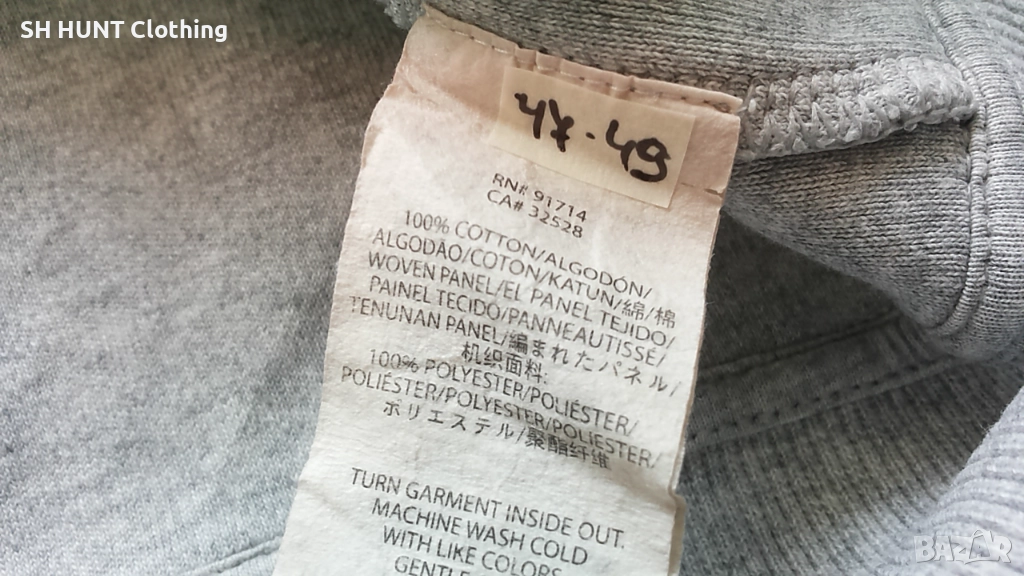 SH HUNT Clothing
47-49
RN# 91714
CA# 32528
100% COTTON/ALGODÓN/
ALGODÃO/COTON/KATUN/綿/棉
WOVEN PANEL/EL PANEL TEJIDO/
PAINEL TECIDO/PANNEAUTISSÉ/
TENUNAN PANEL/編まれたパネル/
机织面料:
100% POLYESTER/POLIÉSTER/
POLIÉSTER/POLYESTER/POLIESTER/
ポリエステル/聚酯纤维
TURN GARMENT INSIDE OUT.
MACHINE WASH COLD
WITH LIKE COLORS
GENTLE
BAZAR